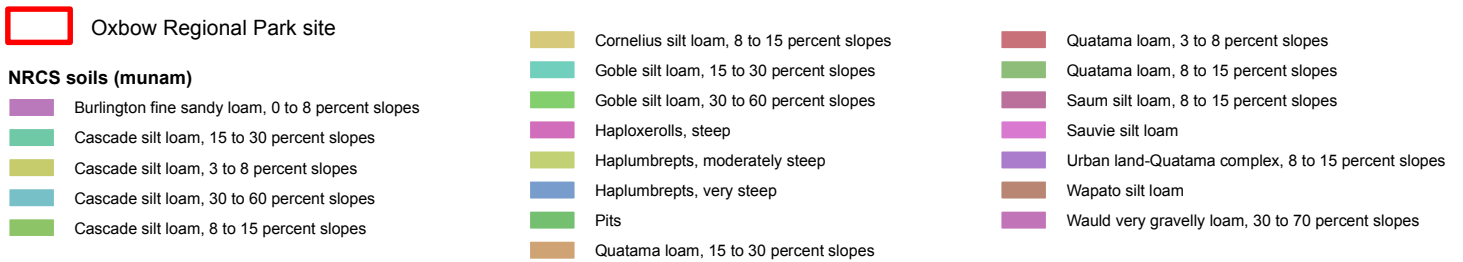 Oxbow Regional Park site
NRCS soils (munam)
Burlington fine sandy loam, 0 to 8 percent slopes
Cascade silt loam, 15 to 30 percent slopes
Cascade silt loam, 3 to 8 percent slopes
Cascade silt loam, 30 to 60 percent slopes
Cascade silt loam, 8 to 15 percent slopes
Cornelius silt loam, 8 to 15 percent slopes
Goble silt loam, 15 to 30 percent slopes
Goble silt loam, 30 to 60 percent slopes
Haploxerolls, steep
Haplumbrepts, moderately steep
Haplumbrepts, very steep
Pits
Quatama loam, 15 to 30 percent slopes
Quatama loam, 3 to 8 percent slopes
Quatama loam, 8 to 15 percent slopes
Saum silt loam, 8 to 15 percent slopes
Sauvie silt loam
Urban land-Quatama complex, 8 to 15 percent slopes
Wapato silt loam
Wauld very gravelly loam, 30 to 70 percent slopes